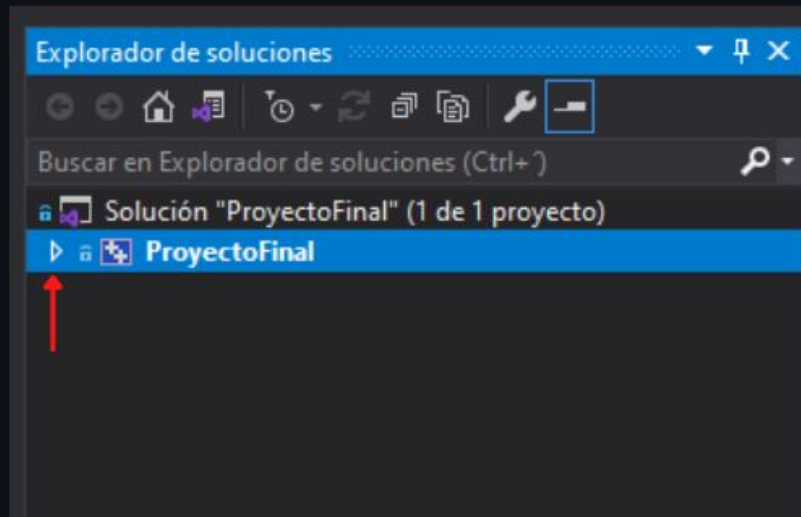 Explorador de soluciones
Buscar en Explorador de soluciones (Ctrl+ ̈)
Solución "ProyectoFinal" (1 de 1 proyecto)
ProyectoFinal